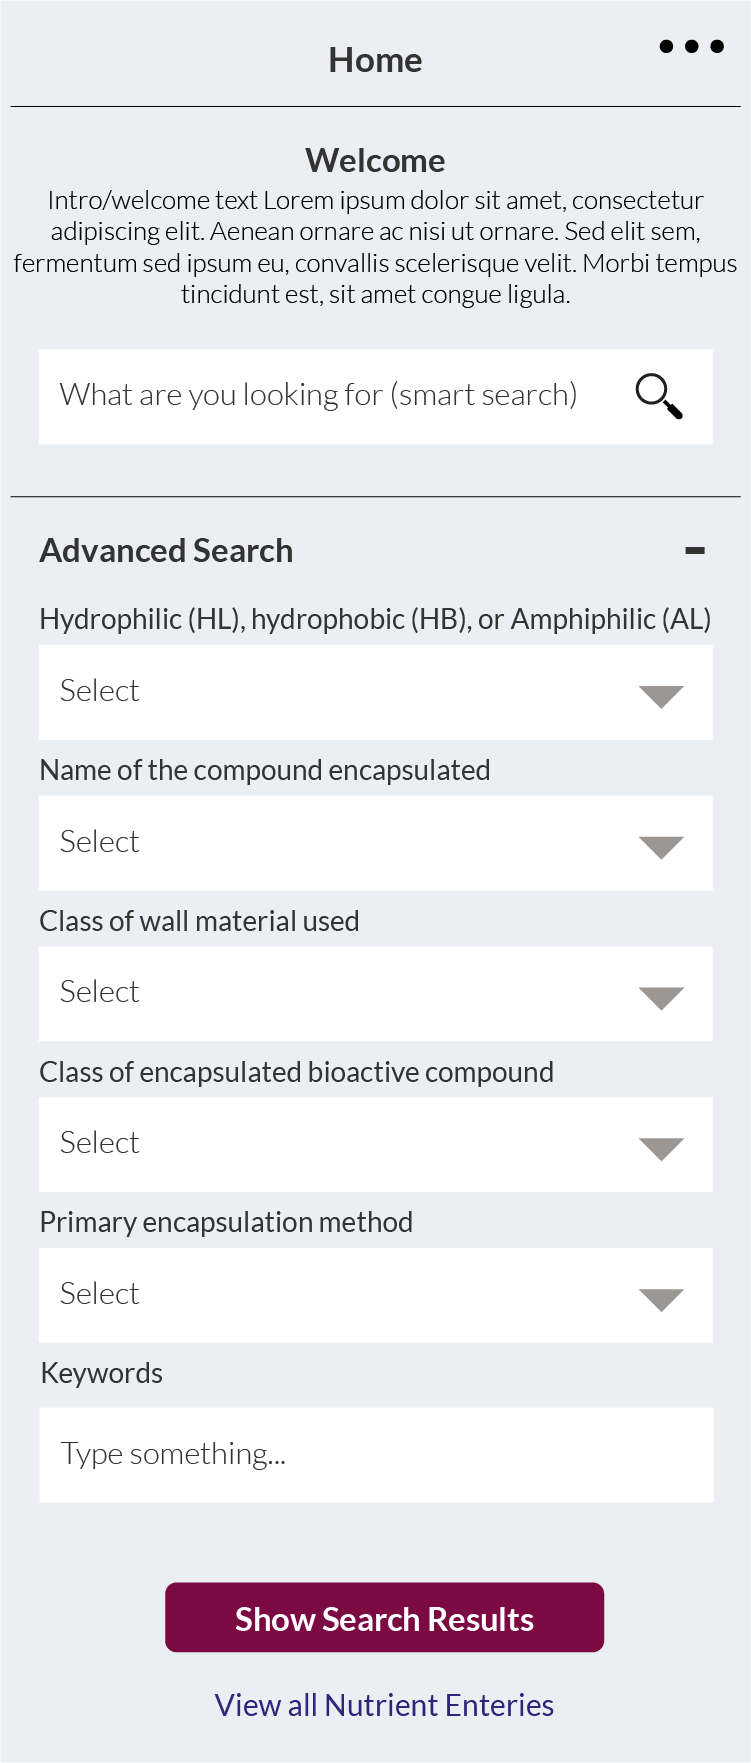 Home
Welcome
Intro/welcome text Lorem ipsum dolor sit amet, consectetur
adipiscing elit. Aenean ornare ac nisi ut ornare. Sed elit sem,
fermentum sed ipsum eu, convallis scelerisque velit. Morbi tempus
tincidunt est, sit amet congue ligula.
What are you looking for (smart search)
Advanced Search
Hydrophilic (HL), hydrophobic (HB), or Amphiphilic (AL)
Select
Name of the compound encapsulated
Select
Class of wall material used
Select
Class of encapsulated bioactive compound
Select
Primary encapsulation method
Select
Keywords
Type something...
Show Search Results
View all Nutrient Enteries